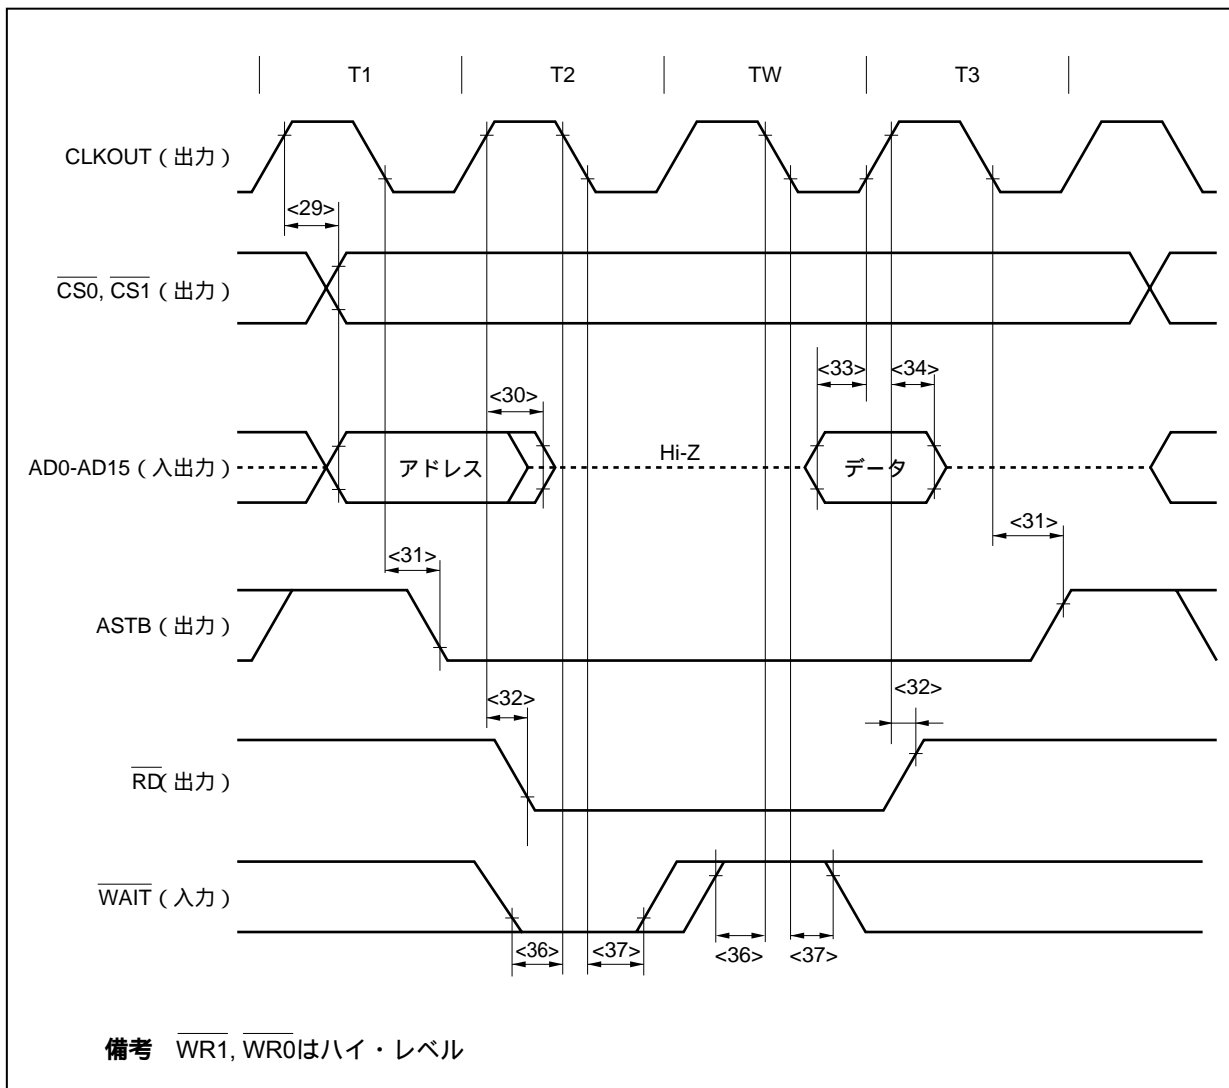 T1 T2 TW T3
CLKOUT（出力）
<29>
CS0, CS1（出力）
<33> <34>
<30>
AD0-AD15（入出力） アドレス Hi-Z データ
<31> <31>
ASTB（出力）
<32> <32>
RD（出力）
WAIT（入力）
<36> <37> <36> <37>
備考 WR1, WR0はハイ・レベル